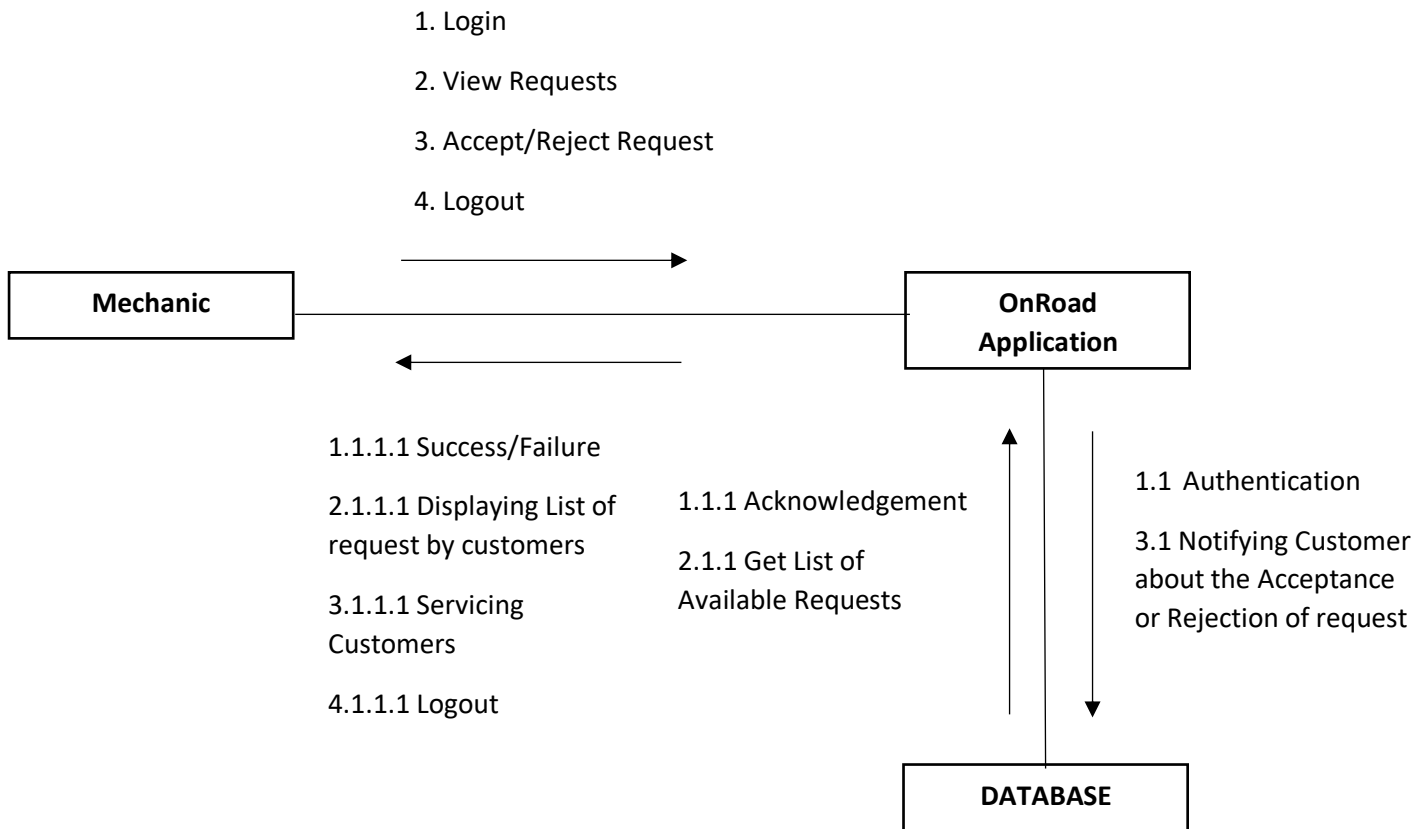 1. Login
2. View Requests
3. Accept/Reject Request
4. Logout
Mechanic
OnRoad
Application
1.1.1.1 Success/Failure
2.1.1.1 Displaying List of
request by customers
3.1.1.1 Servicing
Customers
4.1.1.1 Logout
1.1.1 Acknowledgement
2.1.1 Get List of
Available Requests
1.1 Authentication
3.1 Notifying Customer
about the Acceptance
or Rejection of request
DATABASE